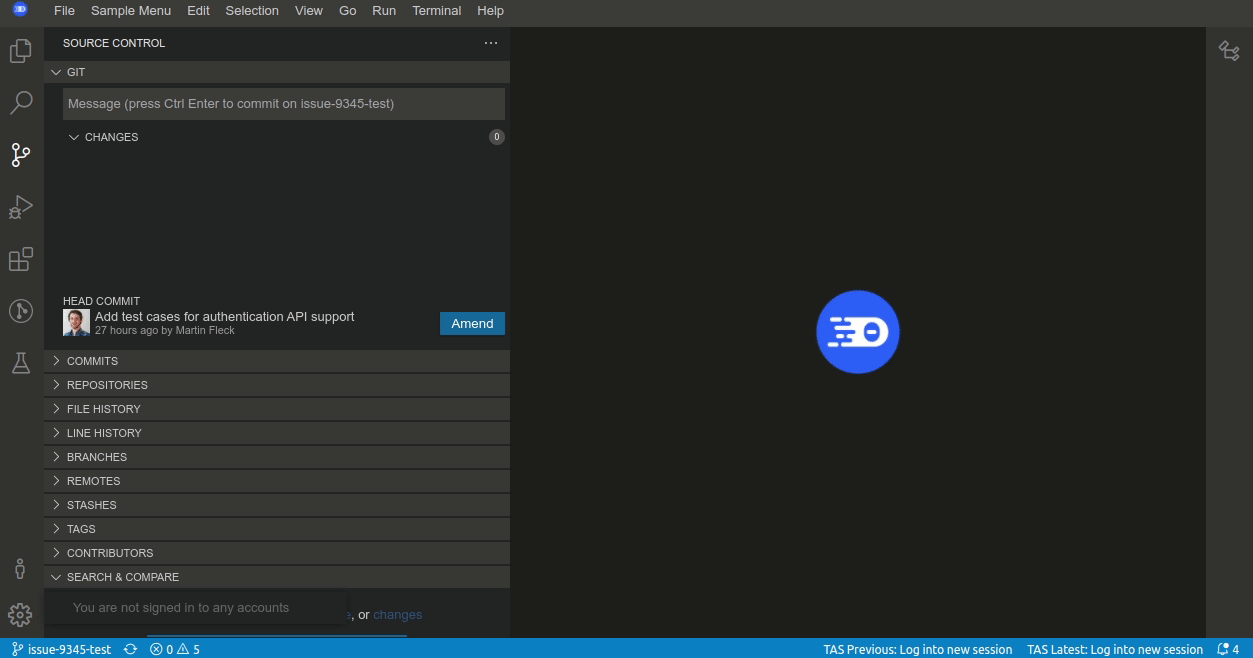 File Sample Menu Edit Selection View Go Run Terminal Help
SOURCE CONTROL
GIT
Message (press Ctrl Enter to commit on issue-9345-test)
CHANGES 0
HEAD COMMIT
Add test cases for authentication API support
27 hours ago by Martin Fleck
Amend
COMMITS
REPOSITORIES
FILE HISTORY
LINE HISTORY
BRANCHES
REMOTES
STASHES
TAGS
CONTRIBUTORS
SEARCH & COMPARE
You are not signed in to any accounts
, or changes
issue-9345-test 0 5 TAS Previous: Log into new session TAS Latest: Log into new session 4